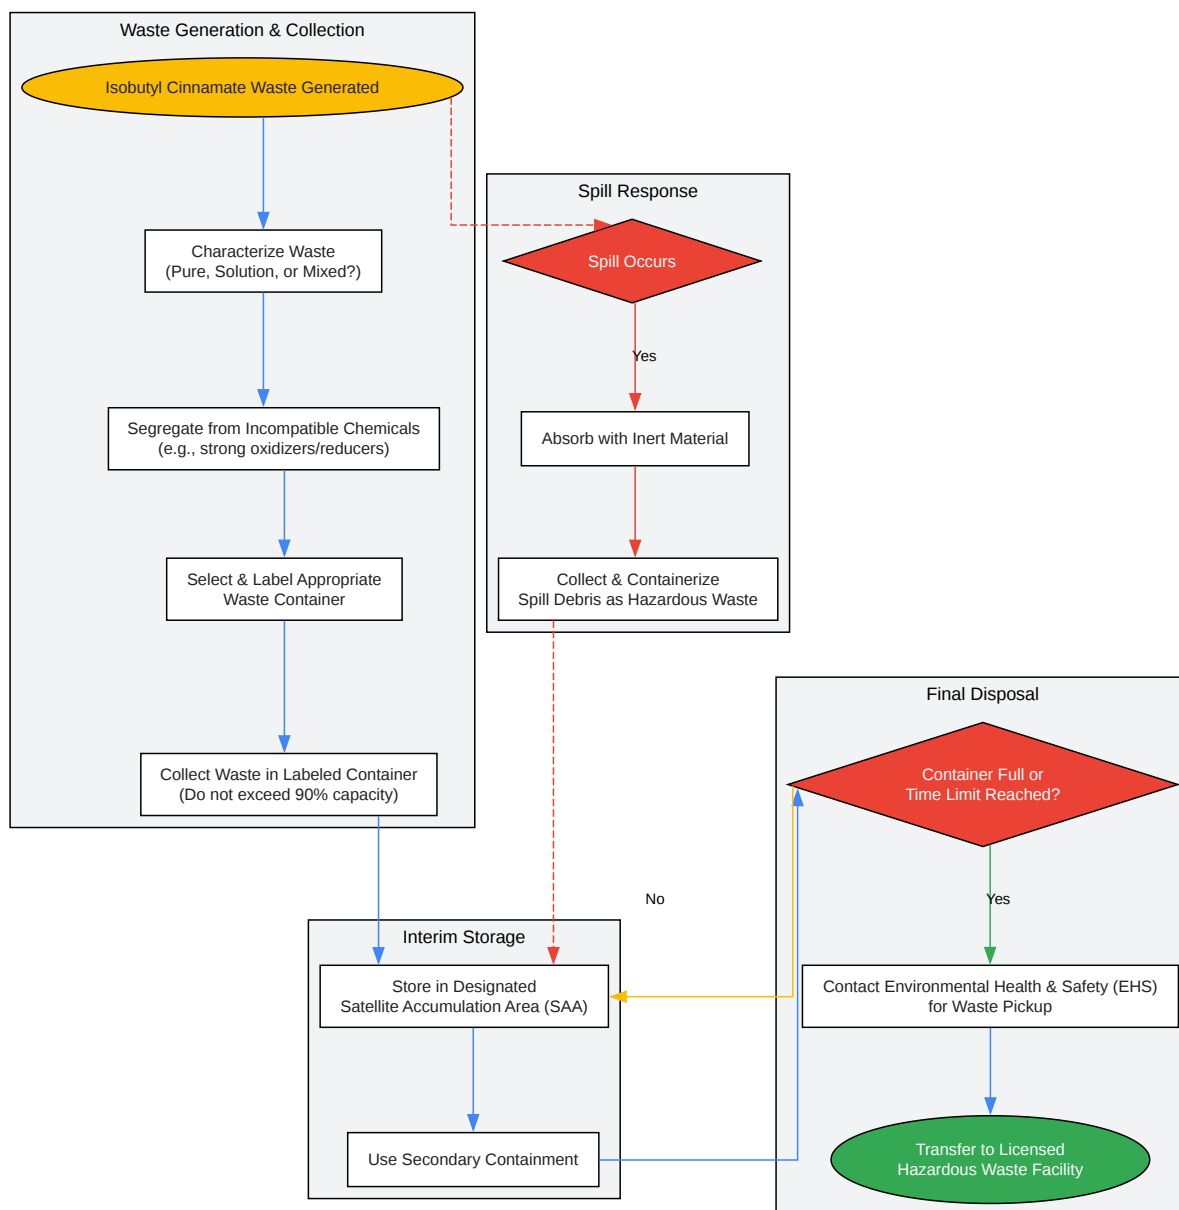 Waste Generation & Collection
Isobutyl Cinnamate Waste Generated
Characterize Waste
(Pure, Solution, or Mixed?)
Segregate from Incompatible Chemicals
(e.g., strong oxidizers/reducers)
Select & Label Appropriate
Waste Container
Collect Waste in Labeled Container
(Do not exceed 90% capacity)
Spill Response
Spill Occurs
Yes
Absorb with Inert Material
Collect & Containerize
Spill Debris as Hazardous Waste
Interim Storage
Store in Designated
Satellite Accumulation Area (SAA)
Use Secondary Containment
No
Final Disposal
Container Full or
Time Limit Reached?
Yes
Contact Environmental Health & Safety (EHS)
for Waste Pickup
Transfer to Licensed
Hazardous Waste Facility